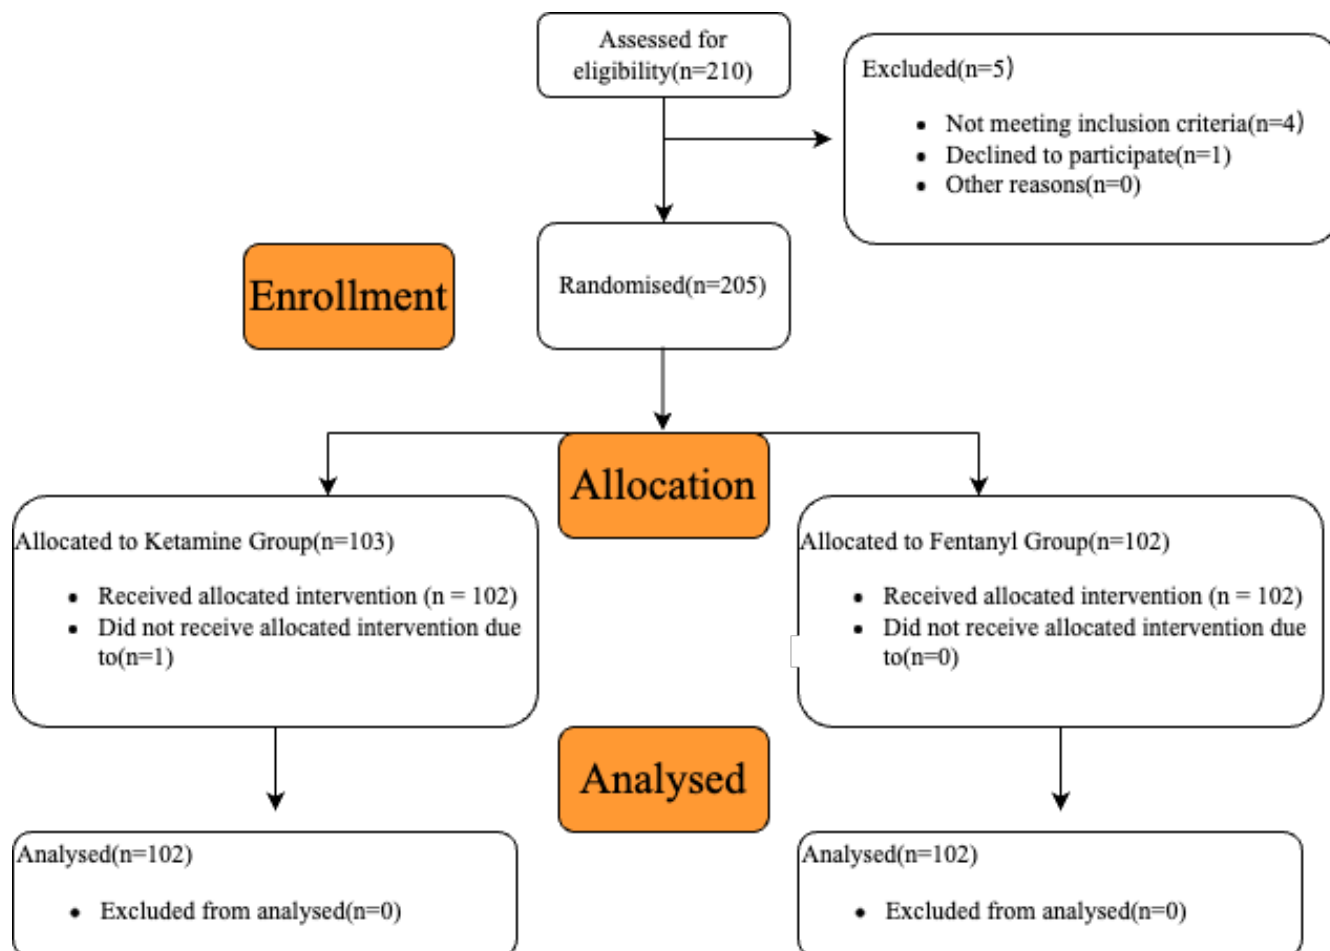 Assessed for
eligibility(n=210)
Excluded(n=5)
• Not meeting inclusion criteria(n=4)
• Declined to participate(n=1)
• Other reasons(n=0)
Enrollment
Randomised(n=205)
Allocation
Allocated to Ketamine Group(n=103)
• Received allocated intervention (n = 102)
• Did not receive allocated intervention due
to(n=1)
Allocated to Fentanyl Group(n=102)
• Received allocated intervention (n = 102)
• Did not receive allocated intervention due
to(n=0)
Analysed
Analysed(n=102)
• Excluded from analysed(n=0)
Analysed(n=102)
• Excluded from analysed(n=0)